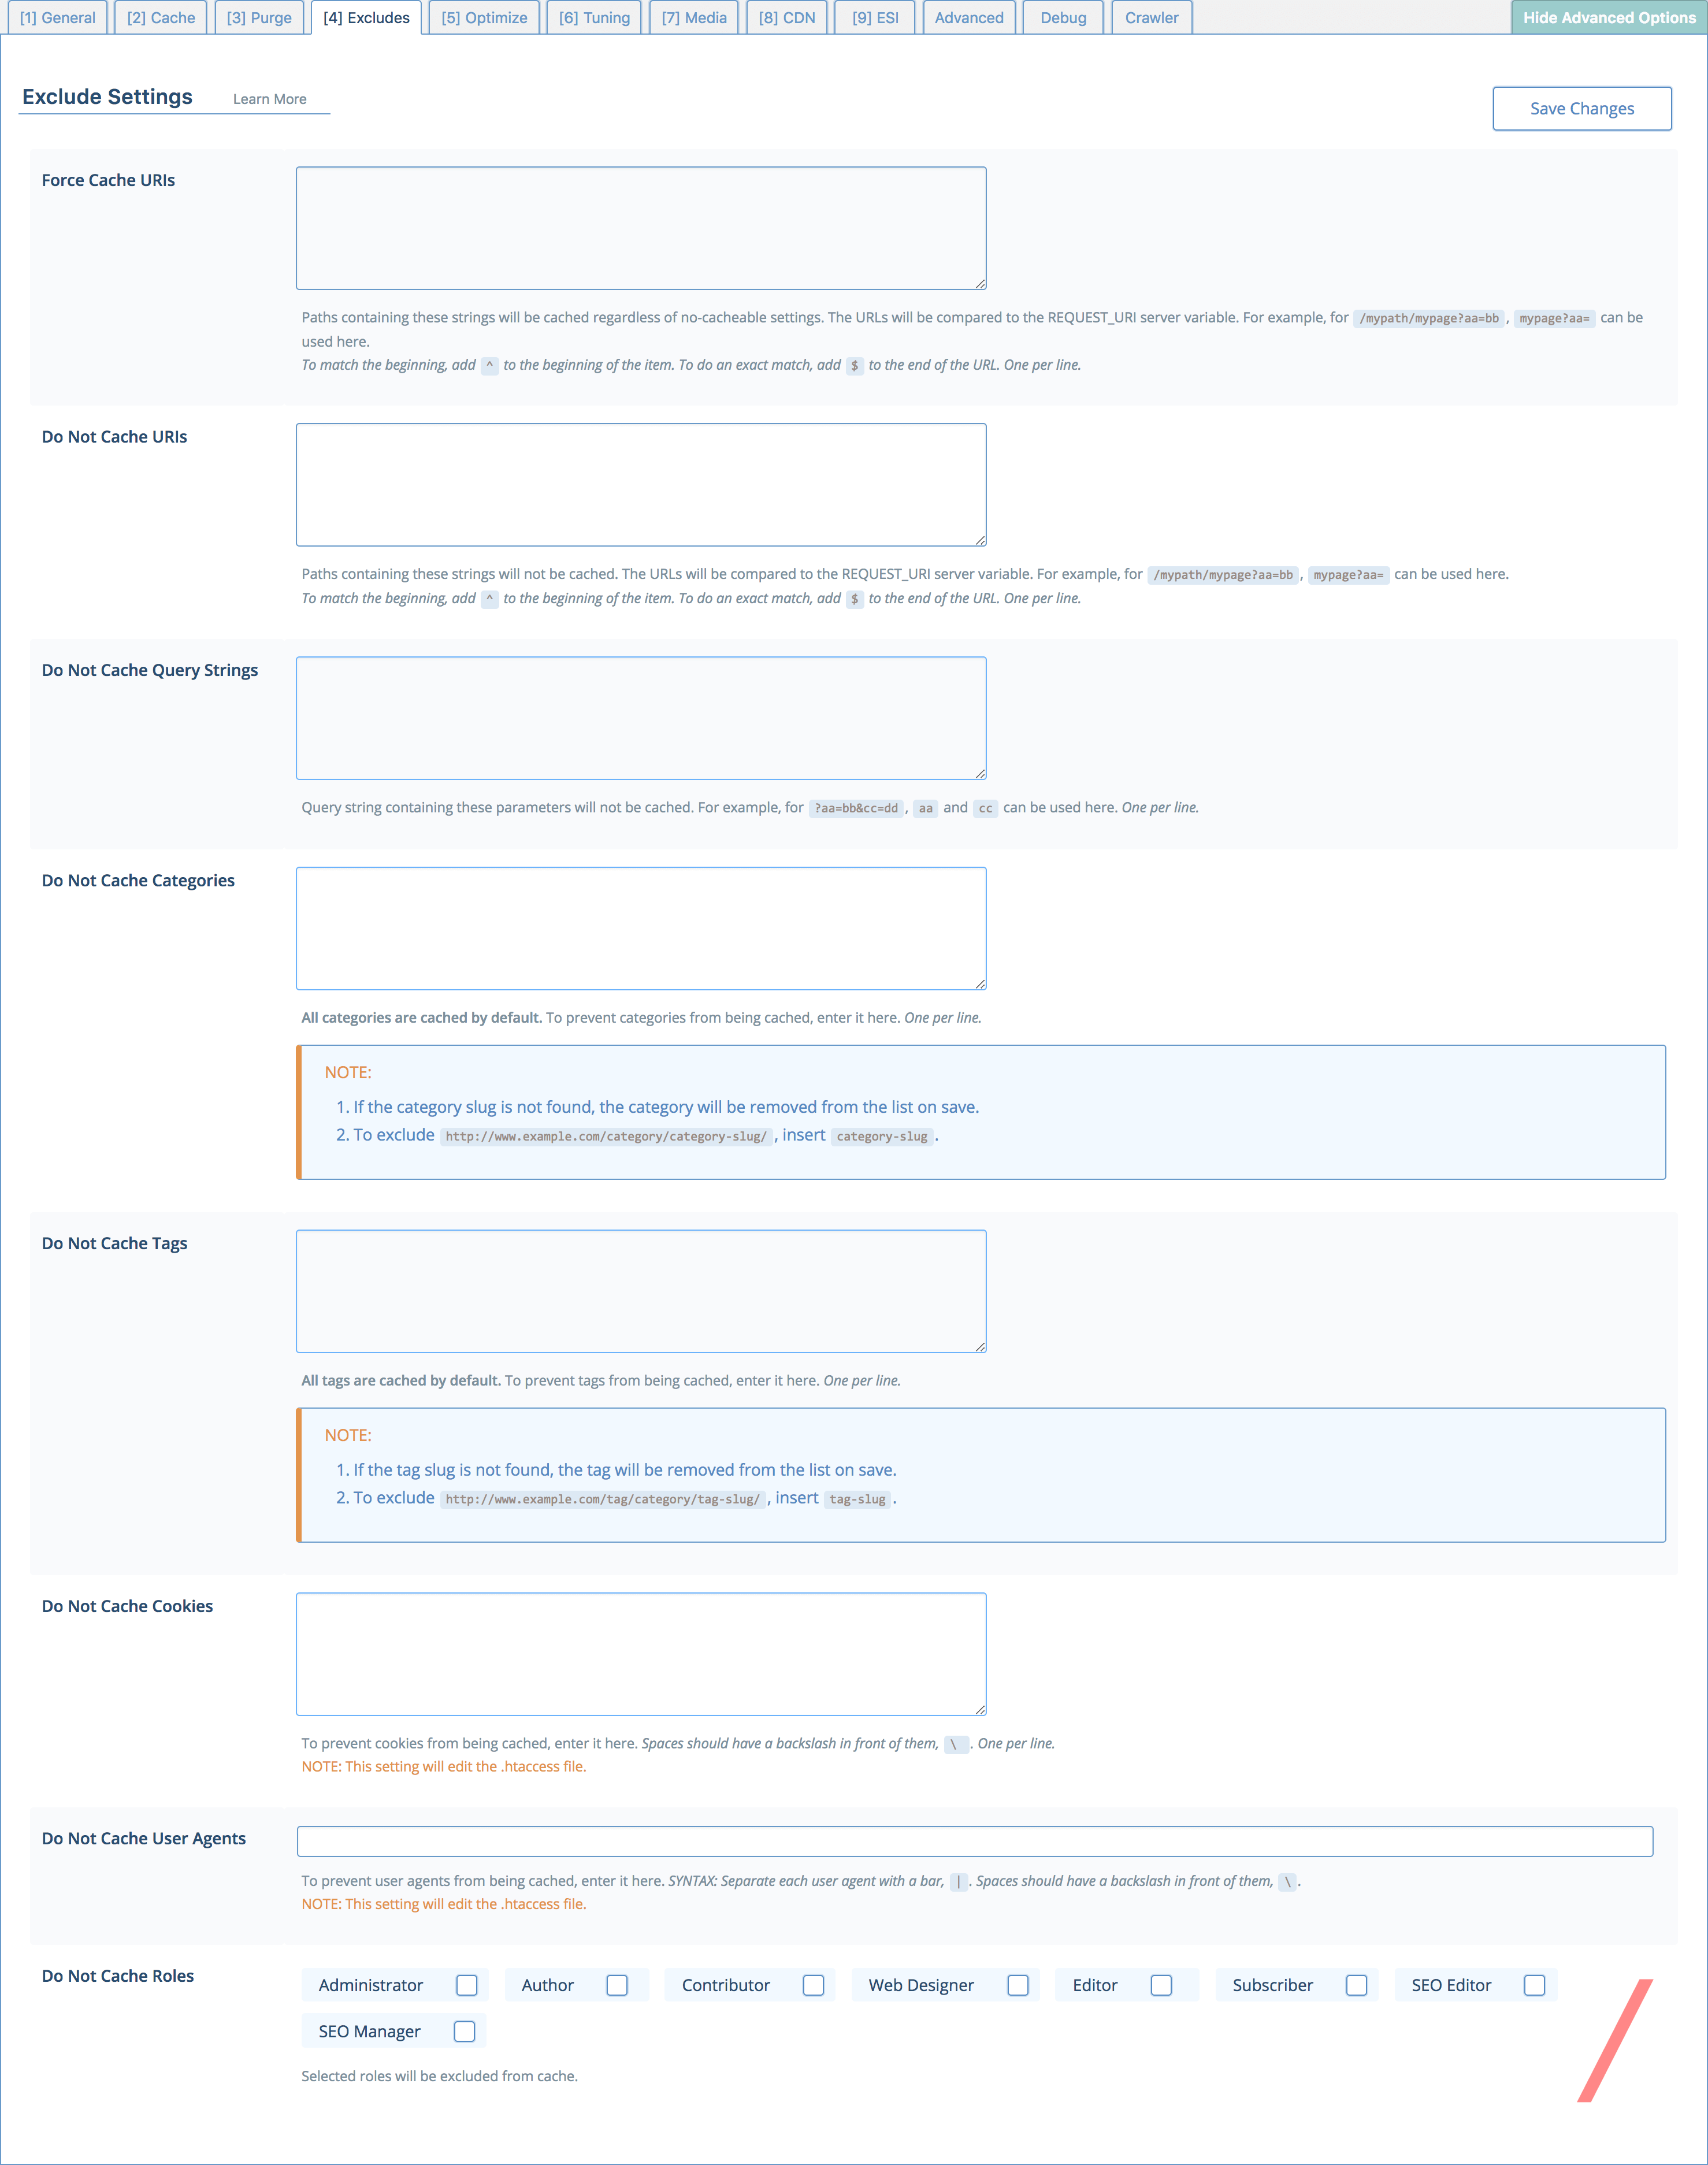 [1] General [2] Cache [3] Purge [4] Excludes [5] Optimize [6] Tuning [7] Media [8] CDN [9] ESI Advanced Debug Crawler Hide Advanced Options
Exclude Settings Learn More
Save Changes
Force Cache URIs
Paths containing these strings will be cached regardless of no-cacheable settings. The URLs will be compared to the REQUEST_URI server variable. For example, for /mypath/mypage?aa=bb , mypage?aa= can be
used here.
To match the beginning, add ^ to the beginning of the item. To do an exact match, add $ to the end of the URL. One per line.
Do Not Cache URIs
Paths containing these strings will not be cached. The URLs will be compared to the REQUEST_URI server variable. For example, for /mypath/mypage?aa=bb , mypage?aa= can be used here.
To match the beginning, add ^ to the beginning of the item. To do an exact match, add $ to the end of the URL. One per line.
Do Not Cache Query Strings
Query string containing these parameters will not be cached. For example, for ?aa=bb&cc=dd , aa and cc can be used here. One per line.
Do Not Cache Categories
All categories are cached by default. To prevent categories from being cached, enter it here. One per line.
NOTE:
1. If the category slug is not found, the category will be removed from the list on save.
2. To exclude http://www.example.com/category/category-slug/ , insert category-slug .
Do Not Cache Tags
All tags are cached by default. To prevent tags from being cached, enter it here. One per line.
NOTE:
1. If the tag slug is not found, the tag will be removed from the list on save.
2. To exclude http://www.example.com/tag/category/tag-slug/ , insert tag-slug .
Do Not Cache Cookies
To prevent cookies from being cached, enter it here. Spaces should have a backslash in front of them, \ . One per line.
NOTE: This setting will edit the .htaccess file.
Do Not Cache User Agents
To prevent user agents from being cached, enter it here. SYNTAX: Separate each user agent with a bar, | . Spaces should have a backslash in front of them, \ .
NOTE: This setting will edit the .htaccess file.
Do Not Cache Roles
Administrator Author Contributor Web Designer Editor Subscriber SEO Editor
SEO Manager
Selected roles will be excluded from cache.